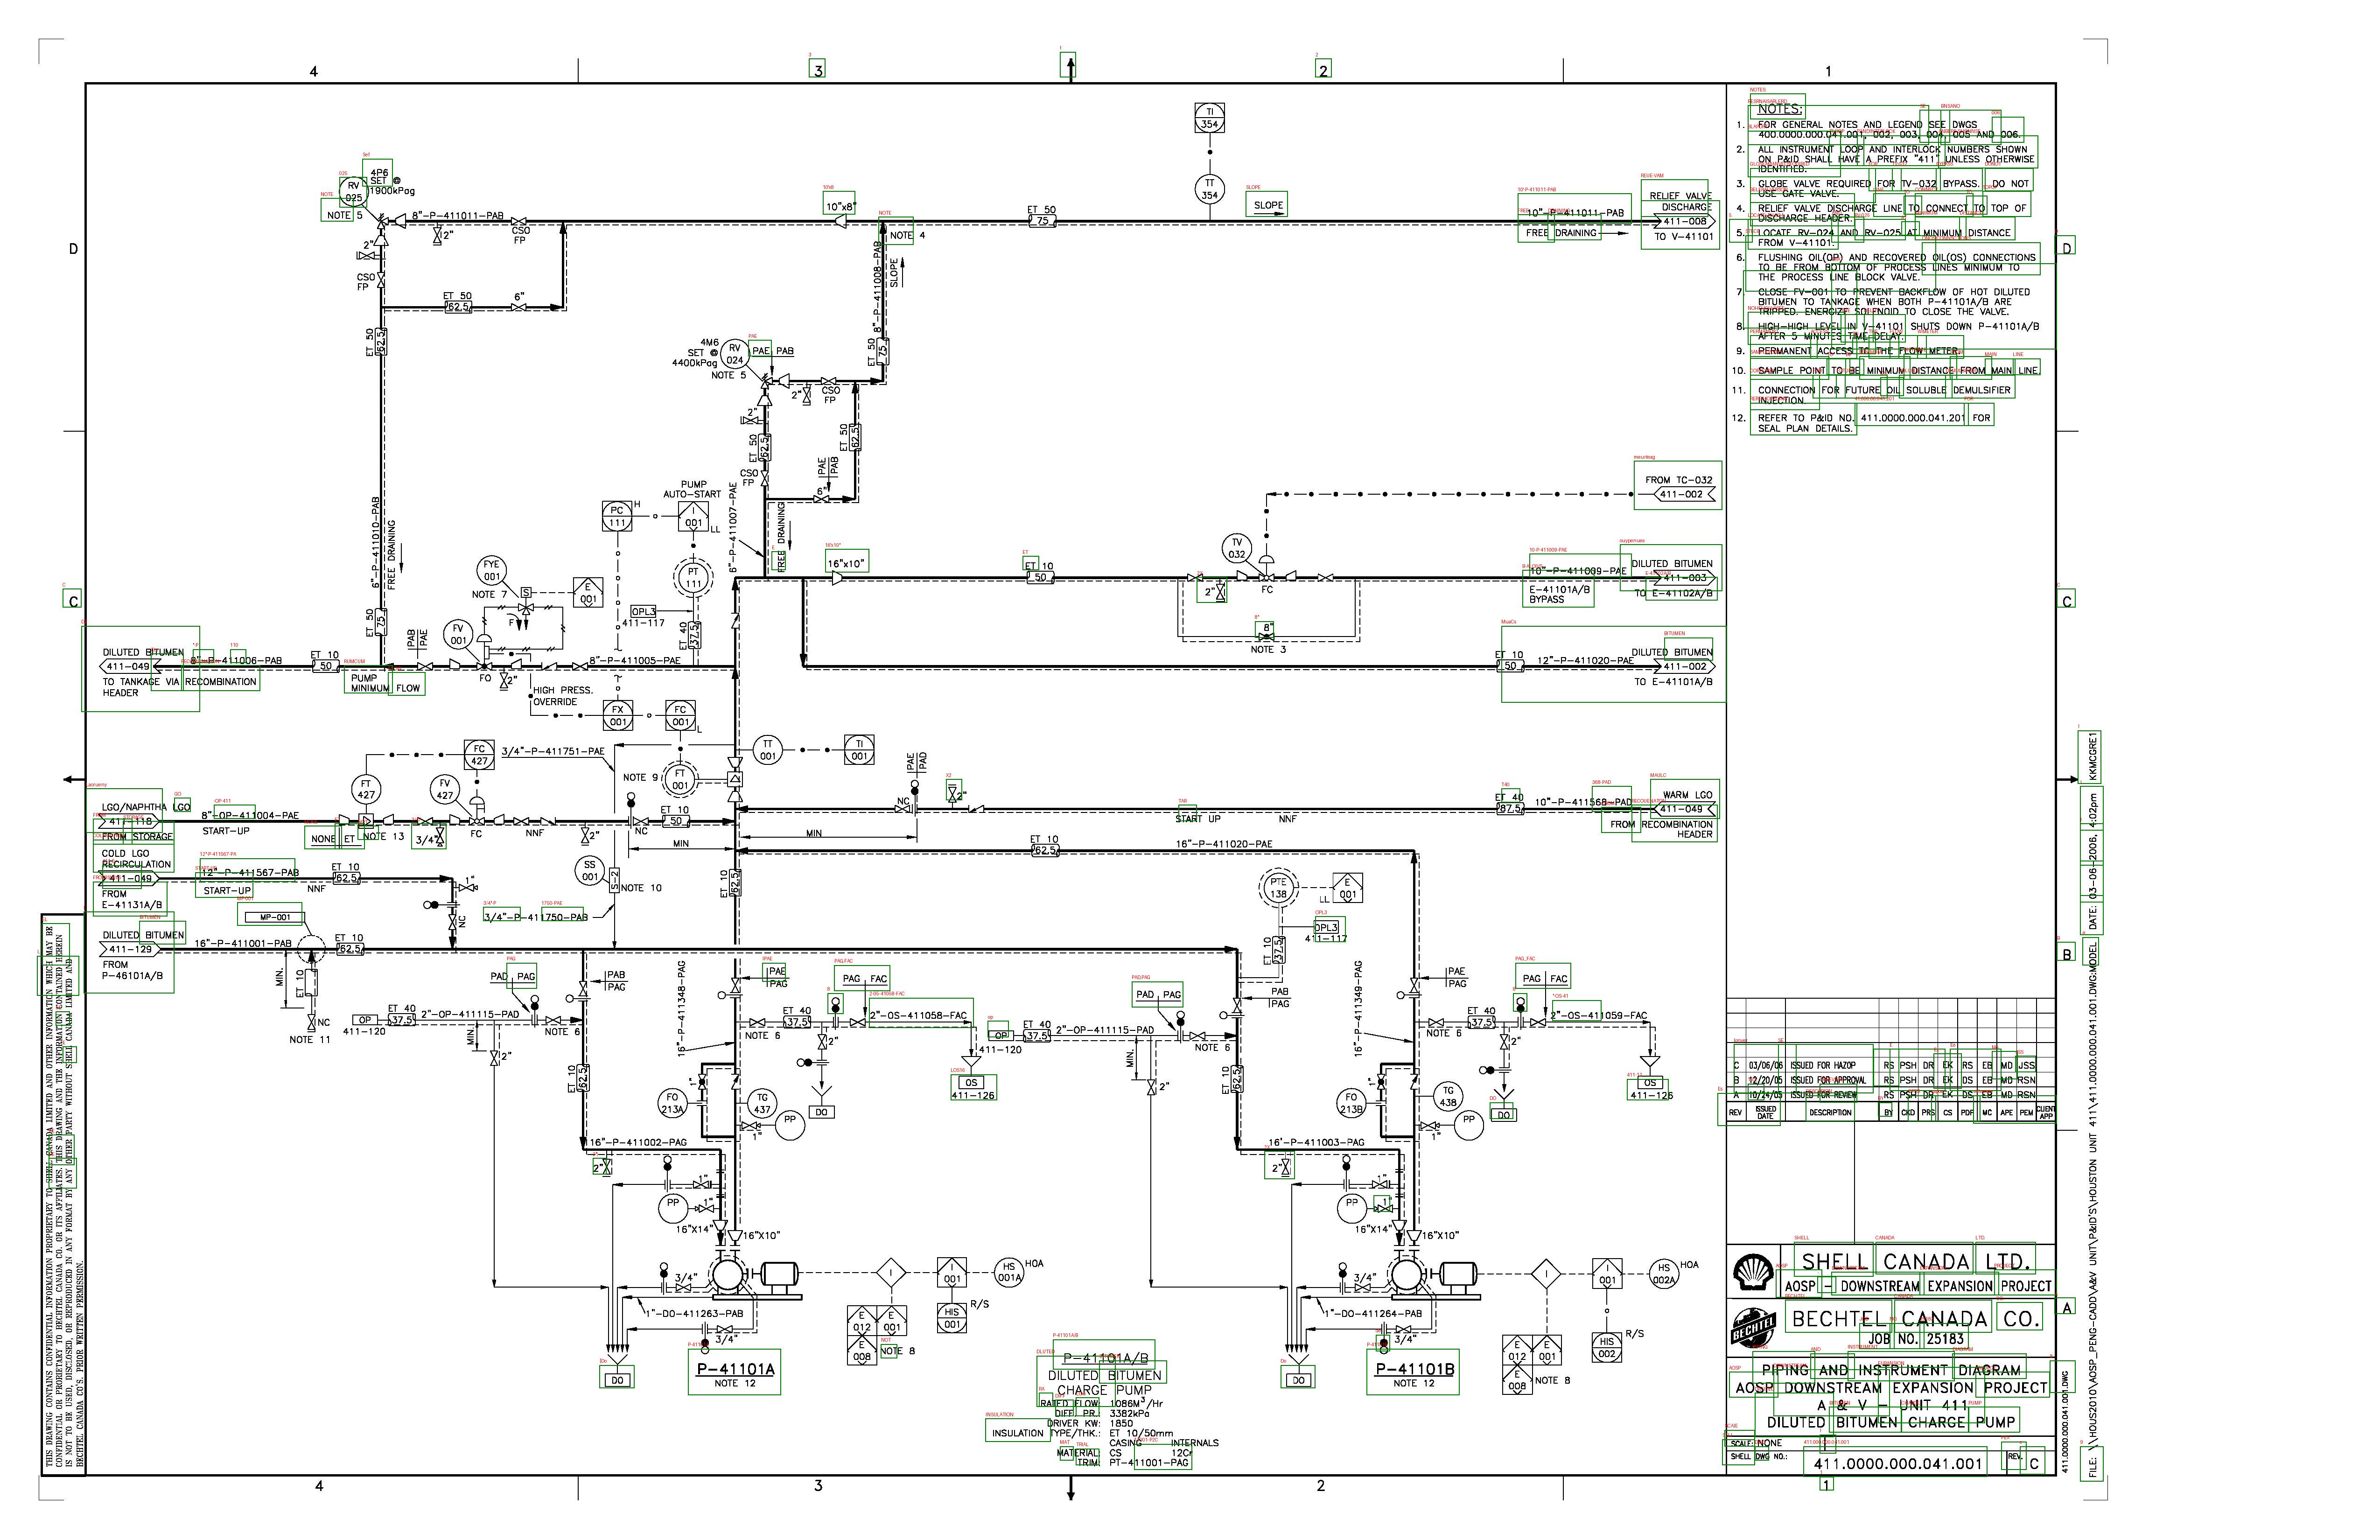 4
3
2
1
D
C
B
A
TI
354
TT
354
4P6
SET @
1900kPag
RV
025
NOTE 5
8"-P-411011-PAB
2"
CSO
FP
10"x8"
ET 50
75
SLOPE
10"-P-411011-PAB
FREE DRAINING
RELIEF VALVE
DISCHARGE
411-008
TO V-41101
NOTE 4
2"
CSO
FP
ET 50
62.5
6"
ET 50
62.5
8"-P-411008-PAB
SLOPE
ET 50
75
4M6
SET @
4400kPag
RV
024
NOTE 5
PAE PAB
2"
CSO
FP
2"
ET 50
62.5
ET 50
62.5
CSO
FP
PAE
PAB
6"
6"-P-411010-PAB
FREE DRAINING
ET 50
75
PUMP
AUTO-START
PC
111
H
I
001
LL
6"-P-411007-PAE
FREE DRAINING
PT
111
FYE
001
NOTE 7
S
E
001
F
OPL3
411-117
ET 40
37.5
16"x10"
ET 10
50
TV
032
2"
FC
8"
NOTE 3
FROM TC-032
411-002
10"-P-411009-PAE
E-41101A/B
BYPASS
DILUTED BITUMEN
411-003
TO E-41102A/B
DILUTED BITUMEN
411-049
TO TANKAGE VIA RECOMBINATION
HEADER
8"-P-411006-PAB
ET 10
50
PUMP
MINIMUM FLOW
PAB
PAE
FV
001
FO
2"
8"-P-411005-PAE
HIGH PRESS.
OVERRIDE
FX
001
FC
001
L
ET 10
50
12"-P-411020-PAE
DILUTED BITUMEN
411-002
TO E-41101A/B
FC
427
3/4"-P-411751-PAE
TT
001
TI
001
NOTE 9
FT
001
FT
427
FV
427
LGO/NAPHTHA LGO
411-118
FROM STORAGE
8"-OP-411004-PAE
START-UP
NONE ET
NOTE 13
3/4"
FC
NNF
2"
NC
ET 10
50
MIN
PAE
PAD
NC
2"
MIN
START UP
NNF
ET 40
87.5
10"-P-411568-PAD
WARM LGO
411-049
FROM RECOMBINATION
HEADER
COLD LGO
RECIRCULATION
411-049
FROM
E-41131A/B
12"-P-411567-PAB
START-UP
NNF
ET 10
62.5
1"
NC
SS
001
S-2
NOTE 10
3/4"-P-411750-PAB
ET 10
62.5
ET 10
62.5
16"-P-411020-PAE
PTE
138
E
001
LL
OPL3
411-117
ET 10
37.5
MP-001
DILUTED BITUMEN
411-129
FROM
P-46101A/B
16"-P-411001-PAB
ET 10
62.5
MIN.
ET 10
NC
NOTE 11
PAD PAG
OP
411-120
ET 40
37.5
2"-OP-411115-PAD
NOTE 6
MIN.
2"
PAB
PAG
16"-P-411348-PAG
PAE
PAG
PAG FAC
ET 40
37.5
NOTE 6
2"
2"-OS-411058-FAC
OS
411-126
DO
ET 10
62.5
FO
213A
1"
TG
437
PP
1"
16"-P-411002-PAG
2"
1"
PP
1"
16"X14"
16"X10"
3/4"
1"-DO-411263-PAB
3/4"
DO
P-41101A
NOTE 12
I
I
001
HS
001A
HOA
HIS
001
R/S
E
012
E
001
E
008
NOTE 8
PAD PAG
OP
411-120
ET 40
37.5
2"-OP-411115-PAD
NOTE 6
MIN.
2"
PAB
PAG
16"-P-411349-PAG
PAE
PAG
PAG FAC
ET 40
37.5
NOTE 6
2"
2"-OS-411059-FAC
OS
411-126
DO
ET 10
62.5
FO
213B
1"
TG
438
PP
1"
16'-P-411003-PAG
2"
1"
PP
1"
16"X14"
16"X10"
3/4"
1"-DO-411264-PAB
3/4"
DO
P-41101B
NOTE 12
I
I
001
HS
002A
HOA
HIS
002
R/S
E
012
E
001
E
008
NOTE 8
P-41101A/B
DILUTED BITUMEN
CHARGE PUMP
RATED FLOW: 1086M3/Hr
DIFF. PR.: 3382kPa
DRIVER KW: 1850
INSULATION TYPE/THK.: ET 10/50mm
CASING INTERNALS
MATERIAL: CS 12Cr
TRIM: PT-411001-PAG
NOTES:
1. FOR GENERAL NOTES AND LEGEND SEE DWGS
400.0000.000.041.001, 002, 003, 004, 005 AND 006.
2. ALL INSTRUMENT LOOP AND INTERLOCK NUMBERS SHOWN
ON P&ID SHALL HAVE A PREFIX "411" UNLESS OTHERWISE
IDENTIFIED.
3. GLOBE VALVE REQUIRED FOR TV-032 BYPASS. DO NOT
USE GATE VALVE.
4. RELIEF VALVE DISCHARGE LINE TO CONNECT TO TOP OF
DISCHARGE HEADER.
5. LOCATE RV-024 AND RV-025 AT MINIMUM DISTANCE
FROM V-41101.
6. FLUSHING OIL(OP) AND RECOVERED OIL(OS) CONNECTIONS
TO BE FROM BOTTOM OF PROCESS LINES MINIMUM TO
THE PROCESS LINE BLOCK VALVE.
7. CLOSE FV-001 TO PREVENT BACKFLOW OF HOT DILUTED
BITUMEN TO TANKAGE WHEN BOTH P-41101A/B ARE
TRIPPED. ENERGIZE SOLENOID TO CLOSE THE VALVE.
8. HIGH-HIGH LEVEL IN V-41101 SHUTS DOWN P-41101A/B
AFTER 5 MINUTES TIME DELAY.
9. PERMANENT ACCESS TO THE FLOW METER.
10. SAMPLE POINT TO BE MINIMUM DISTANCE FROM MAIN LINE.
11. CONNECTION FOR FUTURE OIL SOLUBLE DEMULSIFIER
INJECTION.
12. REFER TO P&ID NO. 411.0000.000.041.201 FOR
SEAL PLAN DETAILS.
C 03/06/06 ISSUED FOR HAZOP RS PSH DR EK RS EB MD JSS
B 12/20/05 ISSUED FOR APPROVAL RS PSH DR EK DS EB MD RSN
A 10/24/05 ISSUED FOR REVIEW RS PSH DR EK DS EB MD RSN
REV ISSUED DATE DESCRIPTION BY CKD PRS CS PDF MC APE PEM CLIENT APP
SHELL CANADA LTD.
AOSP - DOWNSTREAM EXPANSION PROJECT
BECHTEL
BECHTEL CANADA CO.
JOB NO. 25183
PIPING AND INSTRUMENT DIAGRAM
AOSP DOWNSTREAM EXPANSION PROJECT
A & V - UNIT 411
DILUTED BITUMEN CHARGE PUMP
SCALE: NONE
SHELL DWG NO.: 411.0000.000.041.001 REV. C
THIS DRAWING CONTAINS CONFIDENTIAL INFORMATION PROPRIETARY TO SHELL CANADA LIMITED AND OTHER INFORMATION WHICH MAY BE
CONFIDENTIAL OR PROPRIETARY TO BECHTEL CANADA CO. OR ITS AFFILIATES. THIS DRAWING AND THE INFORMATION CONTAINED HEREIN
IS NOT TO BE USED, DISCLOSED, OR REPRODUCED IN ANY FORMAT BY ANY OTHER PARTY WITHOUT SHELL CANADA LIMITED AND
BECHTEL CANADA CO'S. PRIOR WRITTEN PERMISSION.
411.0000.000.041.001.DWG
FILE: \\HOUS2010\AOSP_PENG-CADD\A&V UNIT\P&ID'S\HOUSTON UNIT 411\411.0000.000.041.001.DWG:MODEL DATE: 03-06-2006, 4:02pm KKMCGRE1
4
3
2
1